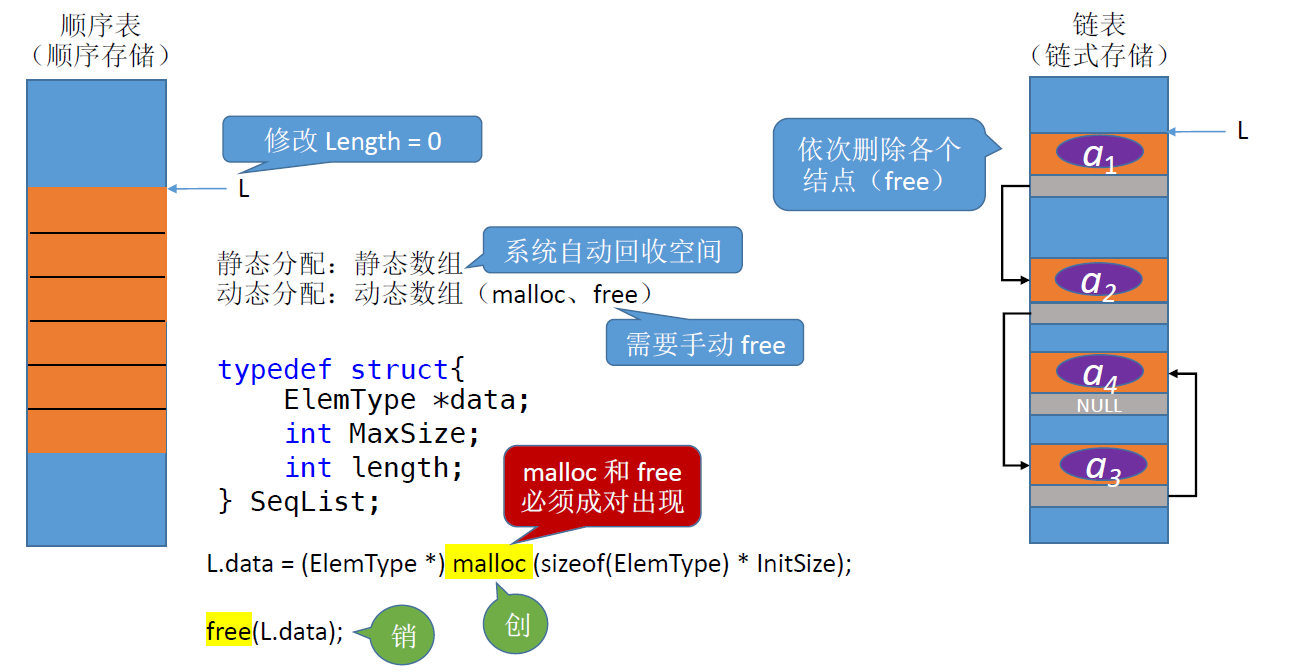 顺序表
（顺序存储）
修改 Length = 0
L
静态分配：静态数组
系统自动回收空间
动态分配：动态数组（malloc、free）
需要手动 free
typedef struct{
ElemType *data;
int MaxSize;
int length;
} SeqList;
malloc 和 free
必须成对出现
L.data = (ElemType *) malloc (sizeof(ElemType) * InitSize);
创
free(L.data);
销
链表
（链式存储）
依次删除各个
结点（free）
L
a1
a2
a4
NULL
a3